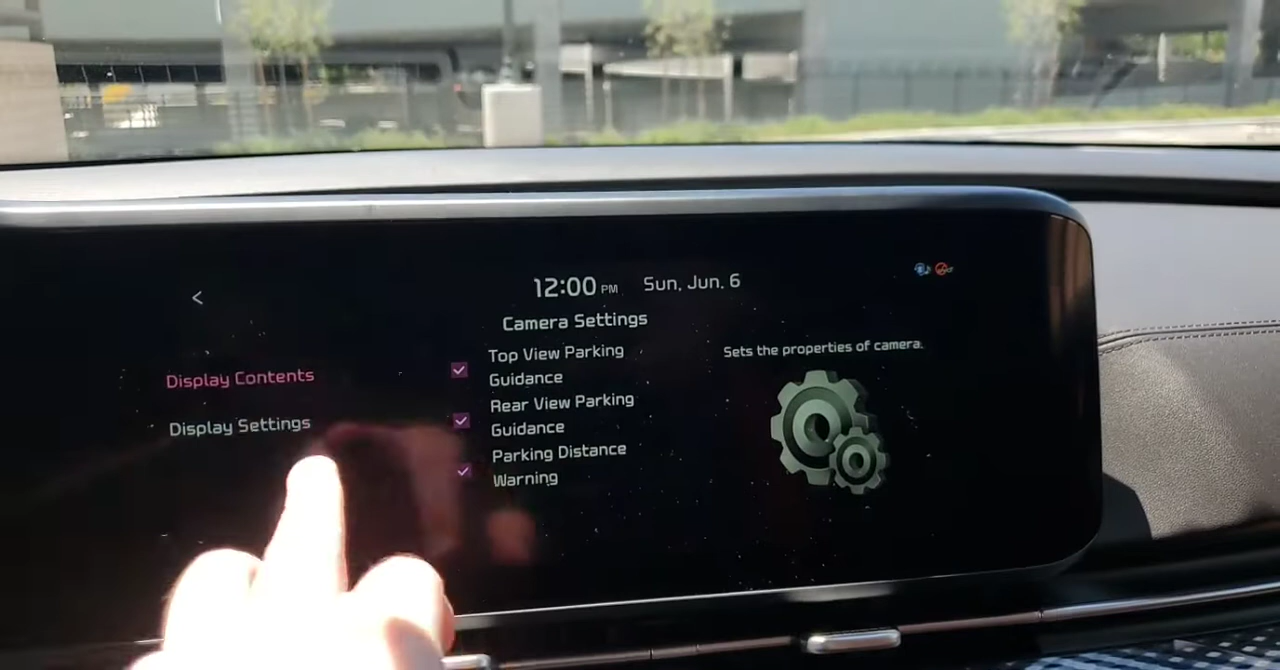 <
12:00 PM Sun, Jun. 6
Camera Settings
Display Contents
Display Settings
Top View Parking
Guidance
Rear View Parking
Guidance
Parking Distance
Warning
Sets the properties of camera.